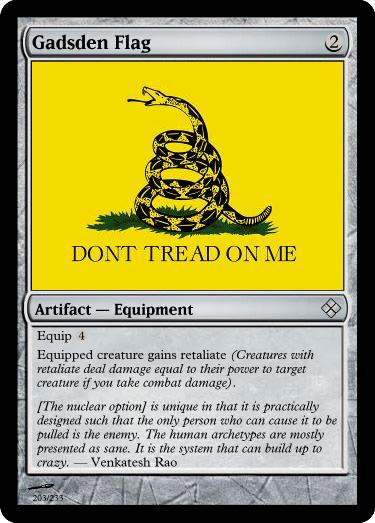 Gadsden Flag 2
DONT TREAD ON ME
Artifact — Equipment
Equip 4
Equipped creature gains retaliate (Creatures with
retaliate deal damage equal to their power to target
creature if you take combat damage).
[The nuclear option] is unique in that it is practically
designed such that the only person who can cause it to be
pulled is the enemy. The human archetypes are mostly
presented as sane. It is the system that can build up to
crazy. — Venkatesh Rao
203/233